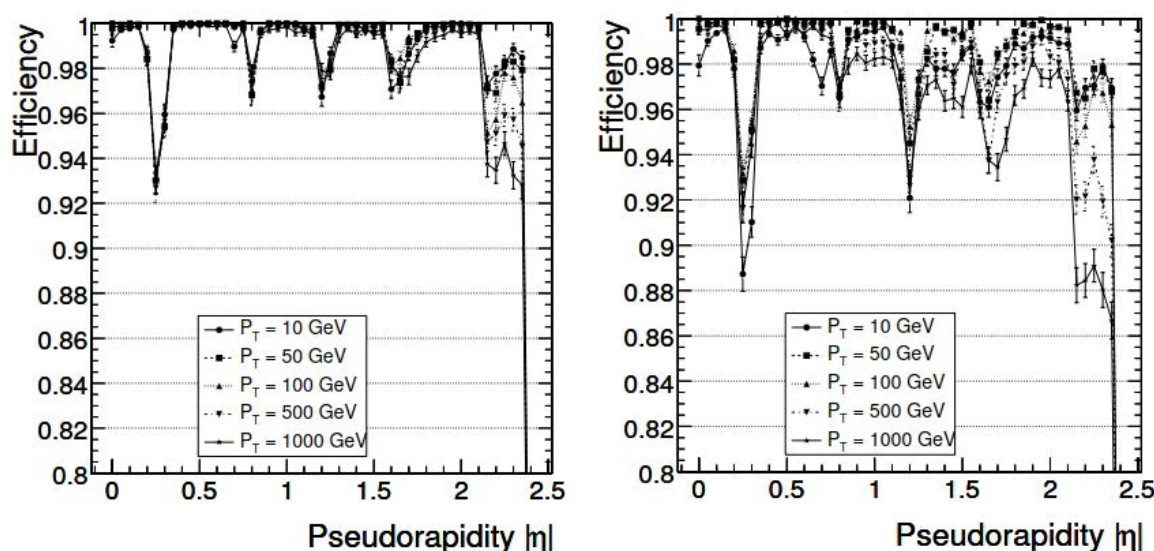 Efficiency
1
0.98
0.96
0.94
0.92
0.9
0.88
0.86
0.84
0.82
0.8
P_T = 10 GeV
P_T = 50 GeV
P_T = 100 GeV
P_T = 500 GeV
P_T = 1000 GeV
0 0.5 1 1.5 2 2.5
Pseudorapidity |η|
Efficiency
1
0.98
0.96
0.94
0.92
0.9
0.88
0.86
0.84
0.82
0.8
P_T = 10 GeV
P_T = 50 GeV
P_T = 100 GeV
P_T = 500 GeV
P_T = 1000 GeV
0 0.5 1 1.5 2 2.5
Pseudorapidity |η|